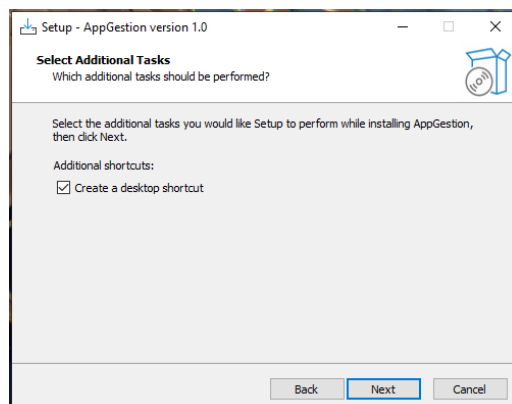 Setup - AppGestion version 1.0
Select Additional Tasks
Which additional tasks should be performed?
Select the additional tasks you would like Setup to perform while installing AppGestion,
then click Next.
Additional shortcuts:
Create a desktop shortcut
Back Next Cancel